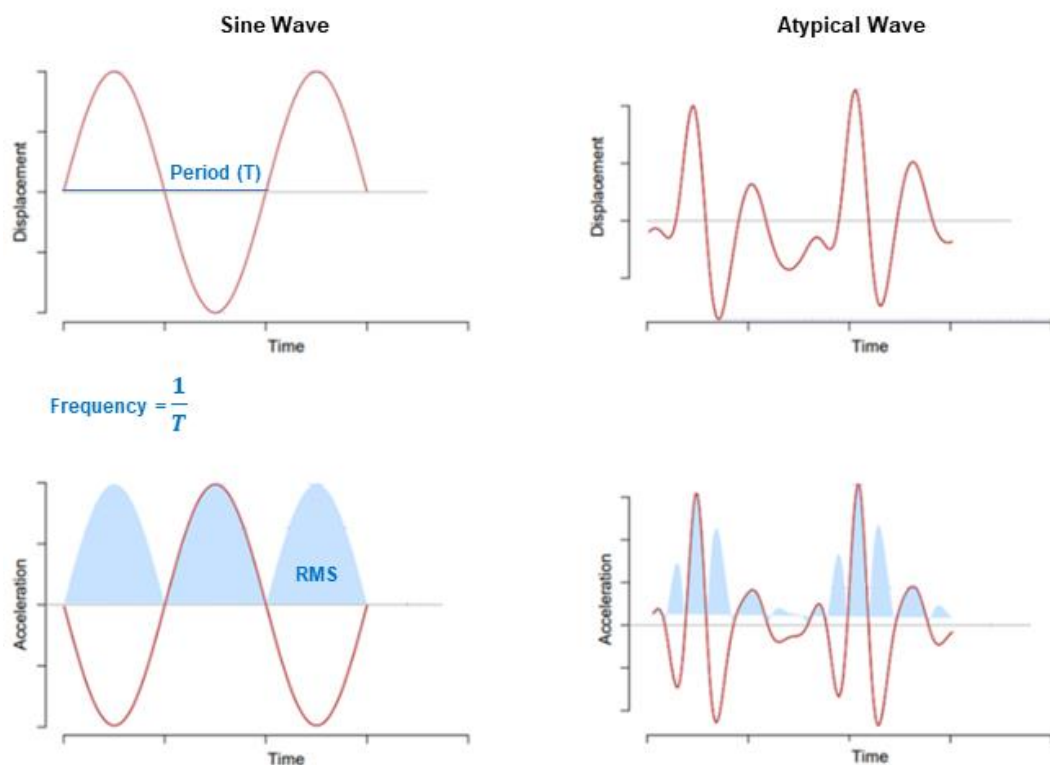 Sine Wave
Atypical Wave
Displacement
Period (T)
Time
Displacement
Time
Frequency = 1/T
Acceleration
RMS
Time
Acceleration
Time